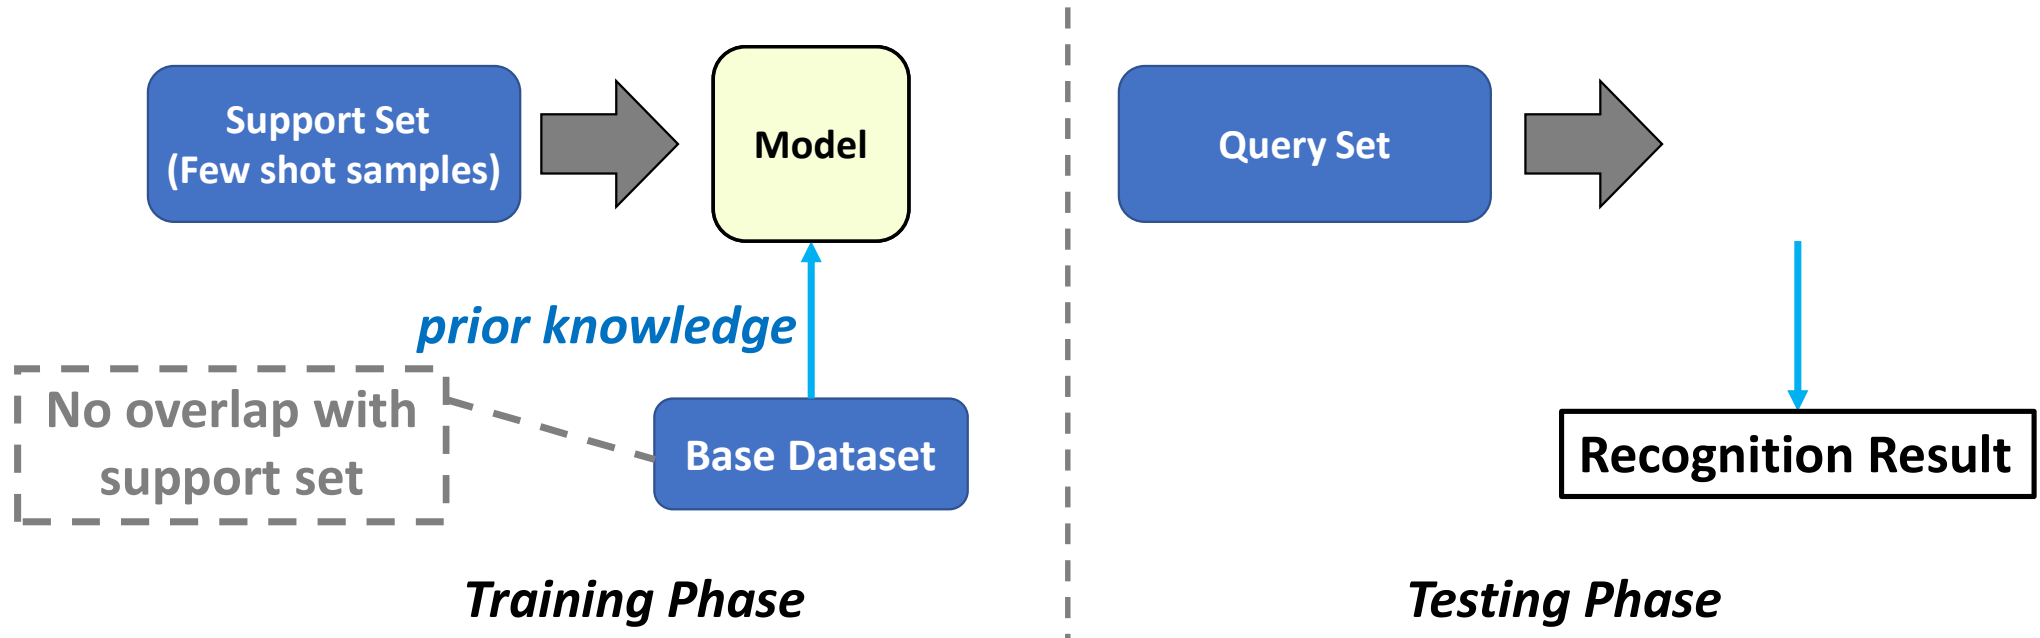 Support Set
(Few shot samples)
Model
prior knowledge
No overlap with
support set
Base Dataset
Training Phase
Query Set
Recognition Result
Testing Phase